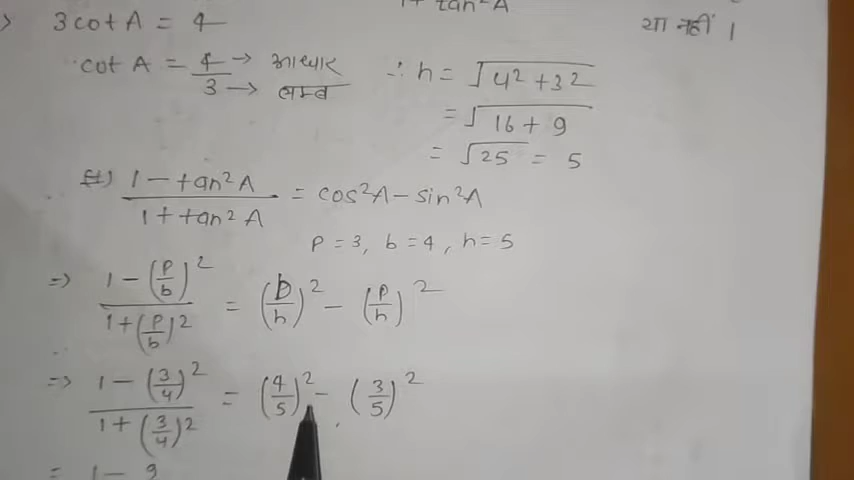 1+ tan²A
3cot A = 4
या नहीं ।
cot A = 4/3 → आधार → लम्ब
∴ h = √4² + 3²
= √16 + 9
= √25 = 5
(1 - tan²A)/(1 + tan²A) = cos²A - sin²A
P = 3, b = 4, h = 5
⇒ (1 - (P/b)²)/(1 + (P/b)²) = (b/h)² - (P/h)²
⇒ (1 - (3/4)²)/(1 + (3/4)²) = (4/5)² - (3/5)²
= 1 - 9